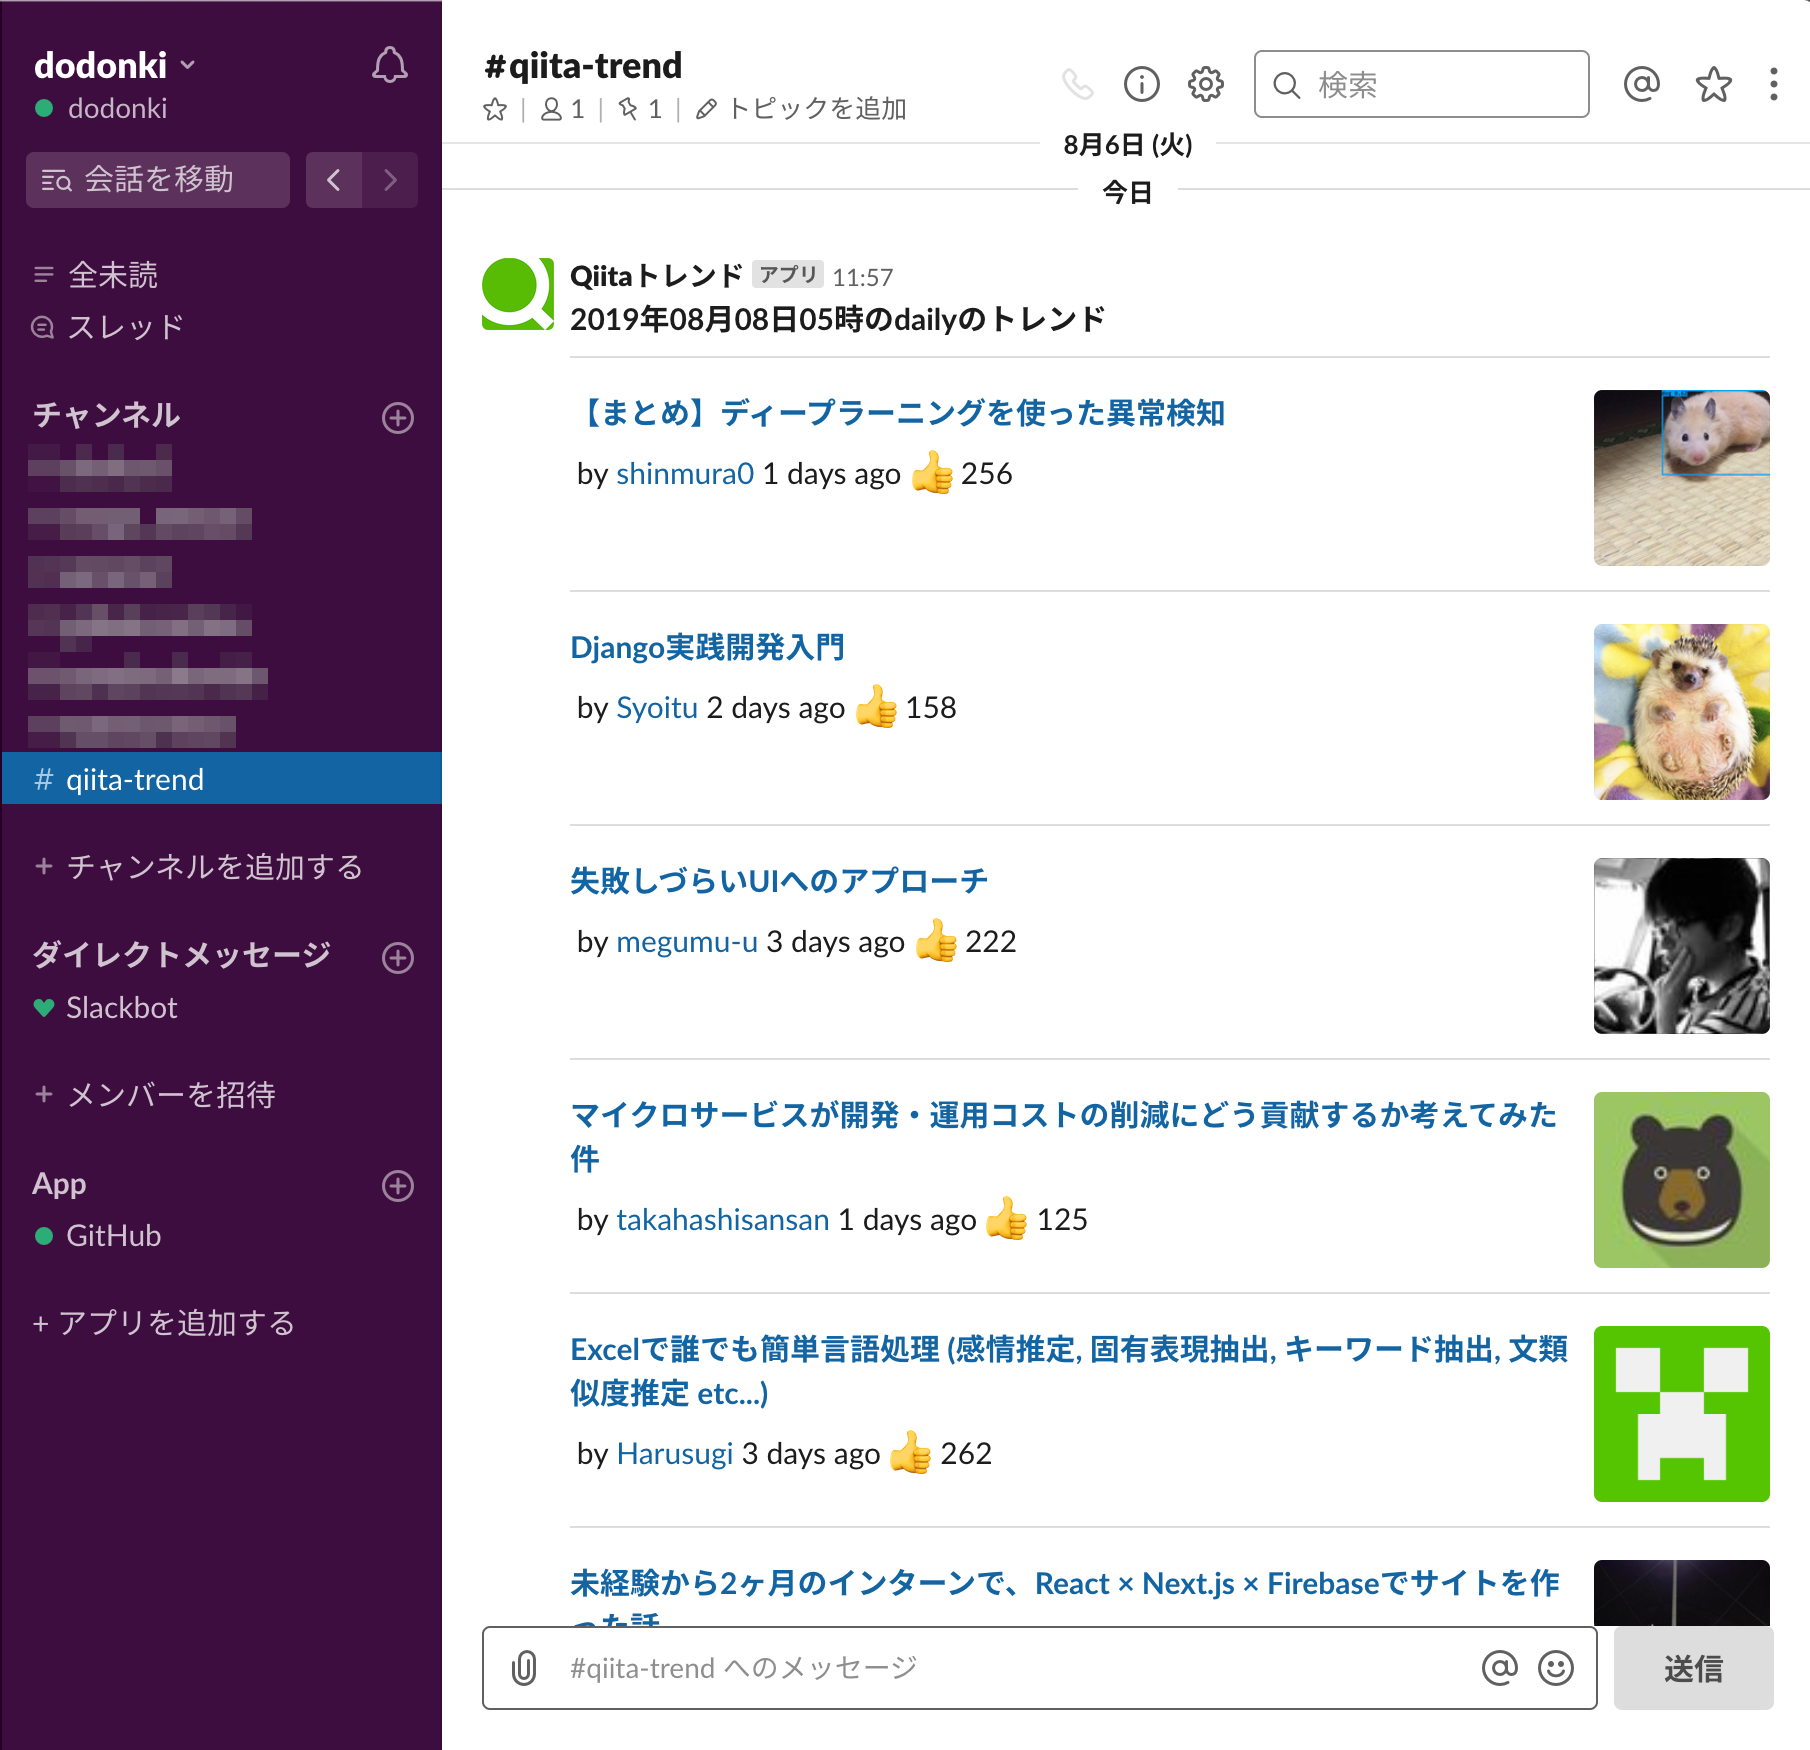 dodonki
dodonki
会話を移動
全未読
スレッド
チャンネル
# qiita-trend
+ チャンネルを追加する
ダイレクトメッセージ
Slackbot
+ メンバーを招待
App
GitHub
+ アプリを追加する
#qiita-trend
1 | 1 | トピックを追加
検索
8月6日 (火)
今日
Qiitaトレンド アプリ 11:57
2019年08月08日05時のdailyのトレンド
【まとめ】ディープラーニングを使った異常検知
by shinmura0 1 days ago 👍 256
Django実践開発入門
by Syoitu 2 days ago 👍 158
失敗しづらいUIへのアプローチ
by megumu-u 3 days ago 👍 222
マイクロサービスが開発・運用コストの削減にどう貢献するか考えてみた
件
by takahashisansan 1 days ago 👍 125
Excelで誰でも簡単言語処理 (感情推定, 固有表現抽出, キーワード抽出, 文類
似度推定 etc...)
by Harusugi 3 days ago 👍 262
未経験から2ヶ月のインターンで、React × Next.js × Firebaseでサイトを作
った話
#qiita-trend へのメッセージ
送信